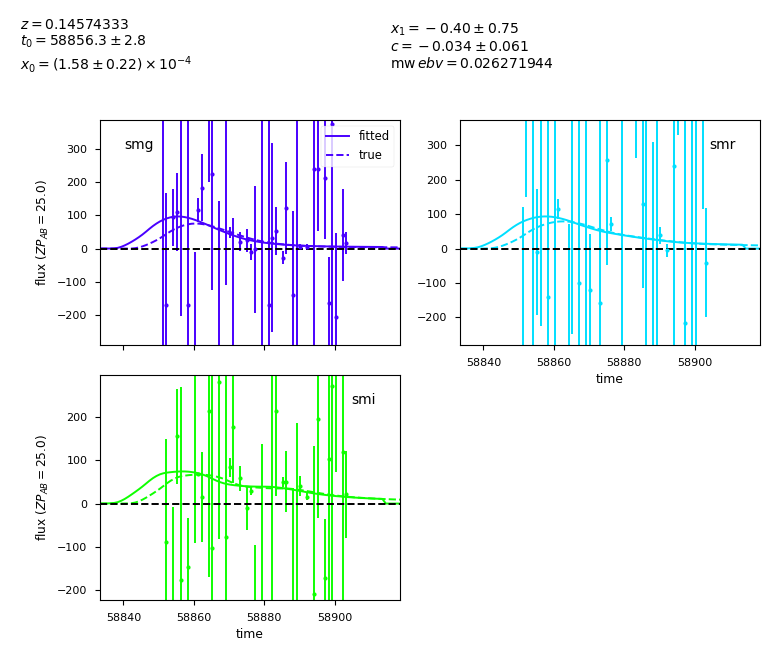 z = 0.14574333
t₀ = 58856.3 ± 2.8
x₀ = (1.58 ± 0.22) × 10⁻⁴
x₁ = −0.40 ± 0.75
c = −0.034 ± 0.061
mw ebv = 0.026271944
smg
fitted
true
300
200
100
0
−100
−200
flux (ZP_AB = 25.0)
smr
300
200
100
0
−100
−200
58840 58860 58880 58900
time
smi
200
100
0
−100
−200
flux (ZP_AB = 25.0)
58840 58860 58880 58900
time